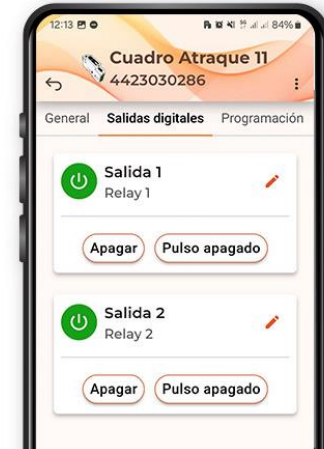 12:13 84%
Cuadro Atraque 11
4423030286
General Salidas digitales Programación
Salida 1
Relay 1
Apagar Pulso apagado
Salida 2
Relay 2
Apagar Pulso apagado